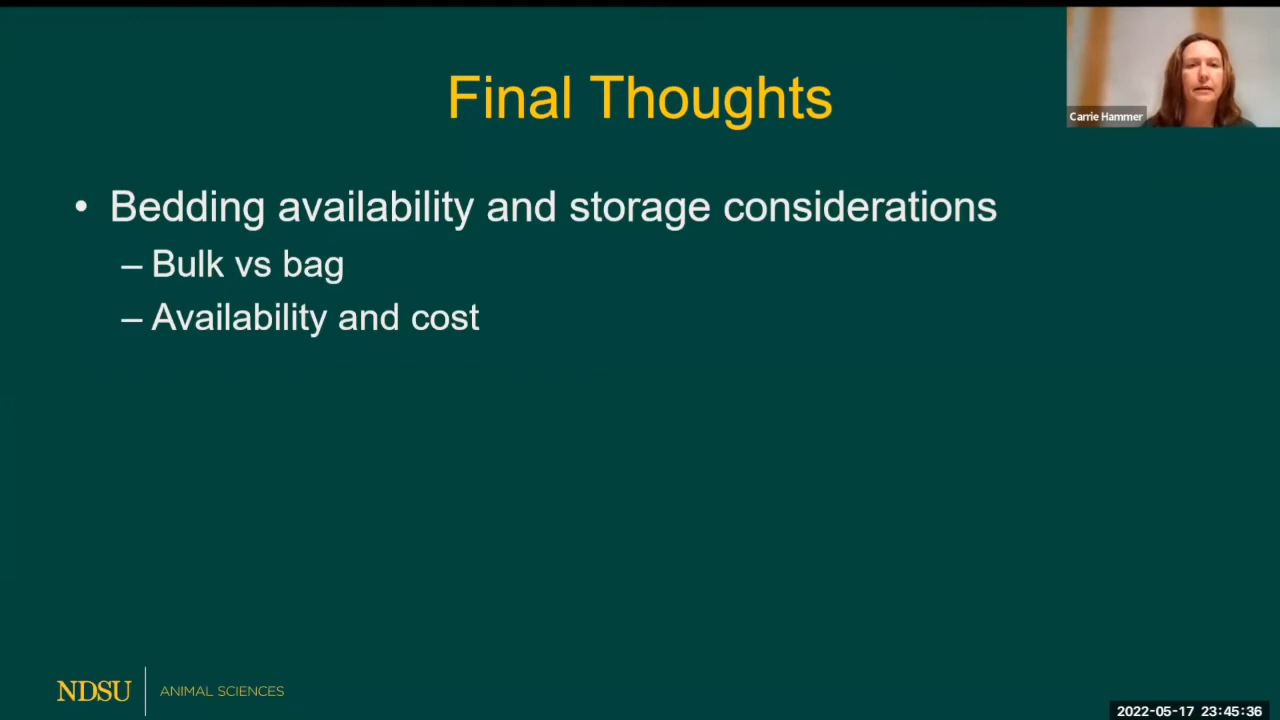 Final Thoughts
Carrie Hammer
• Bedding availability and storage considerations
– Bulk vs bag
– Availability and cost
NDSU
ANIMAL SCIENCES
2022-05-17 23:45:36